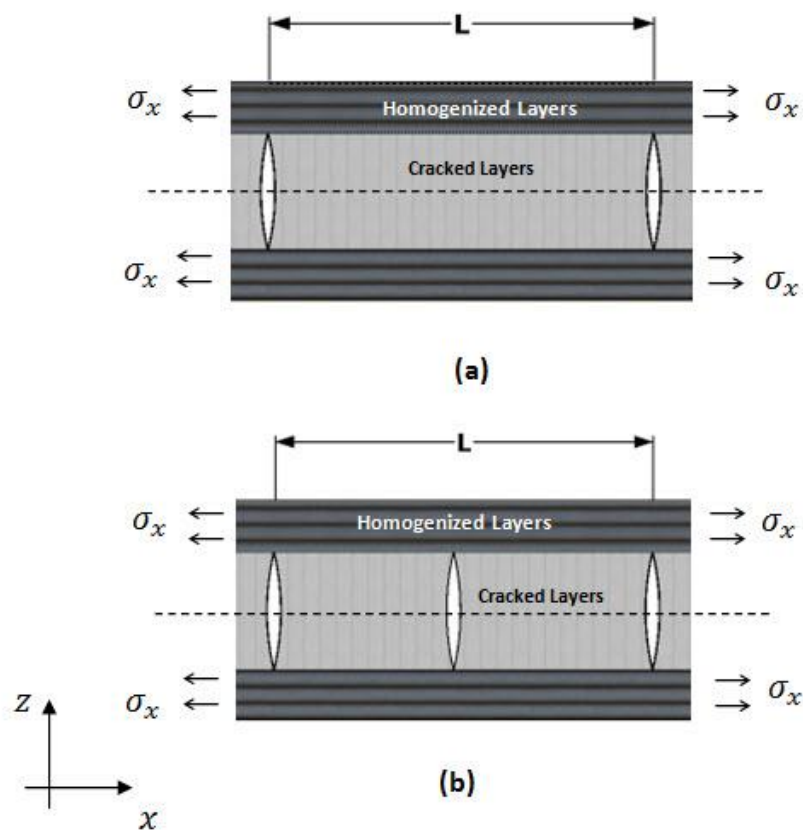 L
σx σx
Homogenized Layers
Cracked Layers
σx σx
(a)
L
σx σx
Homogenized Layers
Cracked Layers
σx σx
z
(b)
x